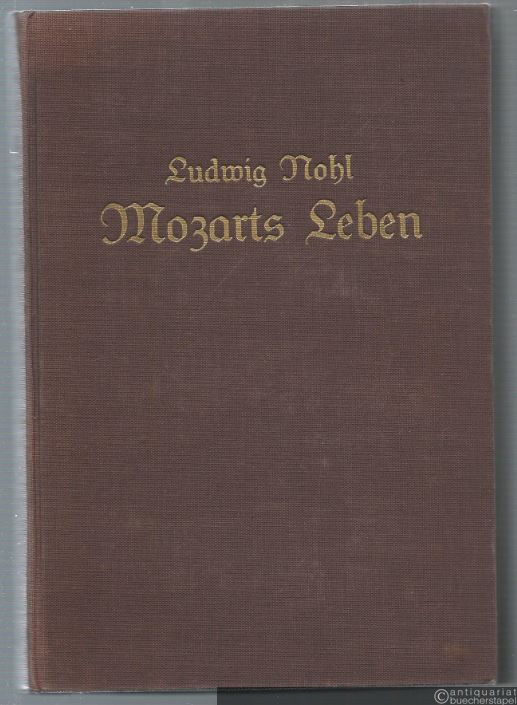 Ludwig Nohl
Mozarts Leben
©antiquariat
buecherstapel